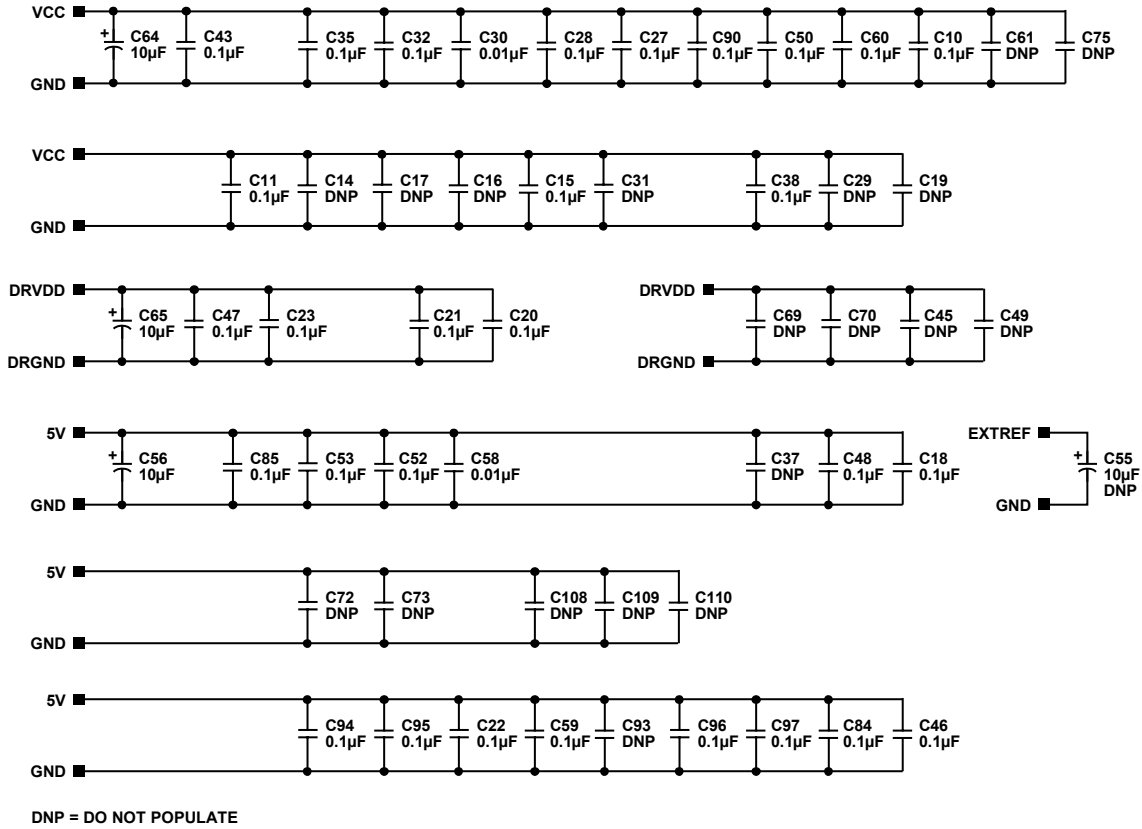 VCC
C64 C43 C35 C32 C30 C28 C27 C90 C50 C60 C10 C61 C75
+ 10µF 0.1µF 0.1µF 0.1µF 0.01µF 0.1µF 0.1µF 0.1µF 0.1µF 0.1µF 0.1µF DNP DNP
GND
VCC
C11 C14 C17 C16 C15 C31 C38 C29 C19
0.1µF DNP DNP DNP 0.1µF DNP 0.1µF DNP DNP
GND
DRVDD DRVDD
C65 C47 C23 C21 C20 C69 C70 C45 C49
+ 10µF 0.1µF 0.1µF 0.1µF 0.1µF DNP DNP DNP DNP
DRGND DRGND
5V EXTREF
C56 C85 C53 C52 C58 C37 C48 C18 C55
+ 10µF 0.1µF 0.1µF 0.1µF 0.01µF DNP 0.1µF 0.1µF + 10µF
DNP
GND GND
5V
C72 C73 C108 C109 C110
DNP DNP DNP DNP DNP
GND
5V
C94 C95 C22 C59 C93 C96 C97 C84 C46
0.1µF 0.1µF 0.1µF 0.1µF DNP 0.1µF 0.1µF 0.1µF 0.1µF
GND
DNP = DO NOT POPULATE